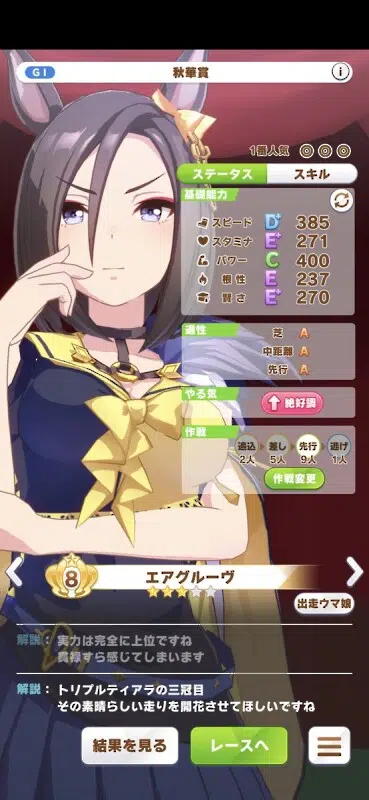 GI 秋華賞
1番人気 ◎ ◎ ◎
ステータス スキル
基礎能力
スピード D+ 385
スタミナ E+ 271
パワー C 400
根性 E 237
賢さ E+ 270
適性
芝 A
中距離 A
先行 A
やる気
絶好調
作戦
追込 差し 先行 逃げ
2人 5人 9人 1人
作戦変更
8 エアグルーヴ
出走ウマ娘
解説: 実力は完全に上位ですね
貫禄すら感じてしまいます
解説: トリプルティアラの三冠目
その素晴らしい走りを開花させてほしいですね
結果を見る レースへ